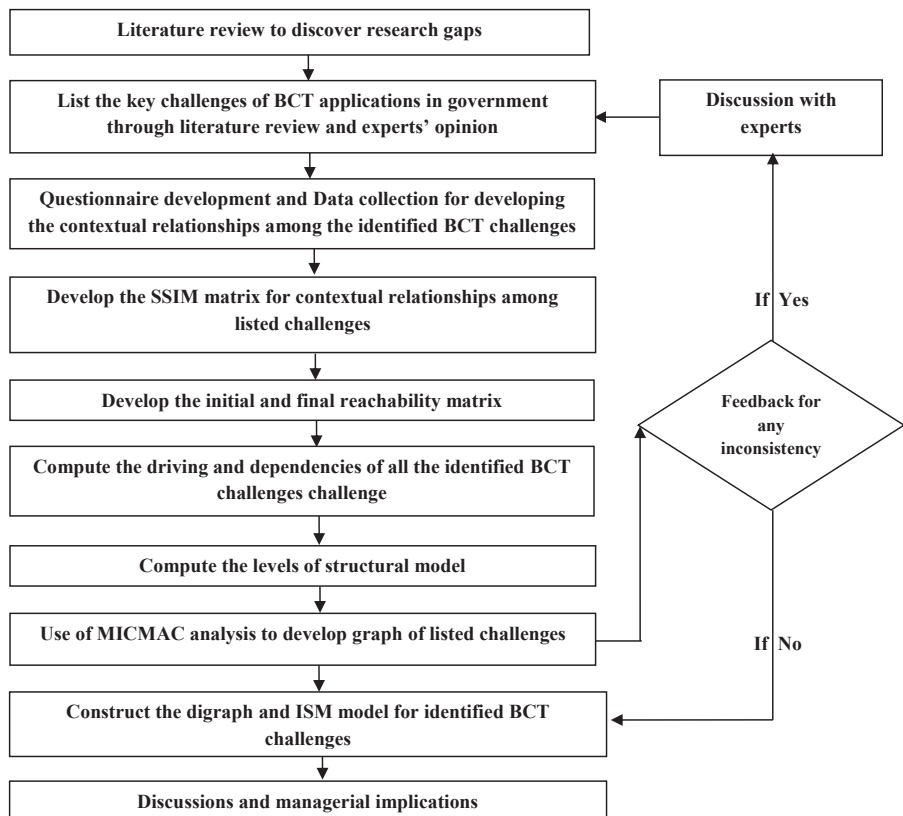 Literature review to discover research gaps
List the key challenges of BCT applications in government
through literature review and experts’ opinion
Discussion with
experts
Questionnaire development and Data collection for developing
the contextual relationships among the identified BCT challenges
Develop the SSIM matrix for contextual relationships among
listed challenges
If Yes
Develop the initial and final reachability matrix
Feedback for
any
inconsistency
Compute the driving and dependencies of all the identified BCT
challenges challenge
Compute the levels of structural model
Use of MICMAC analysis to develop graph of listed challenges
If No
Construct the digraph and ISM model for identified BCT
challenges
Discussions and managerial implications